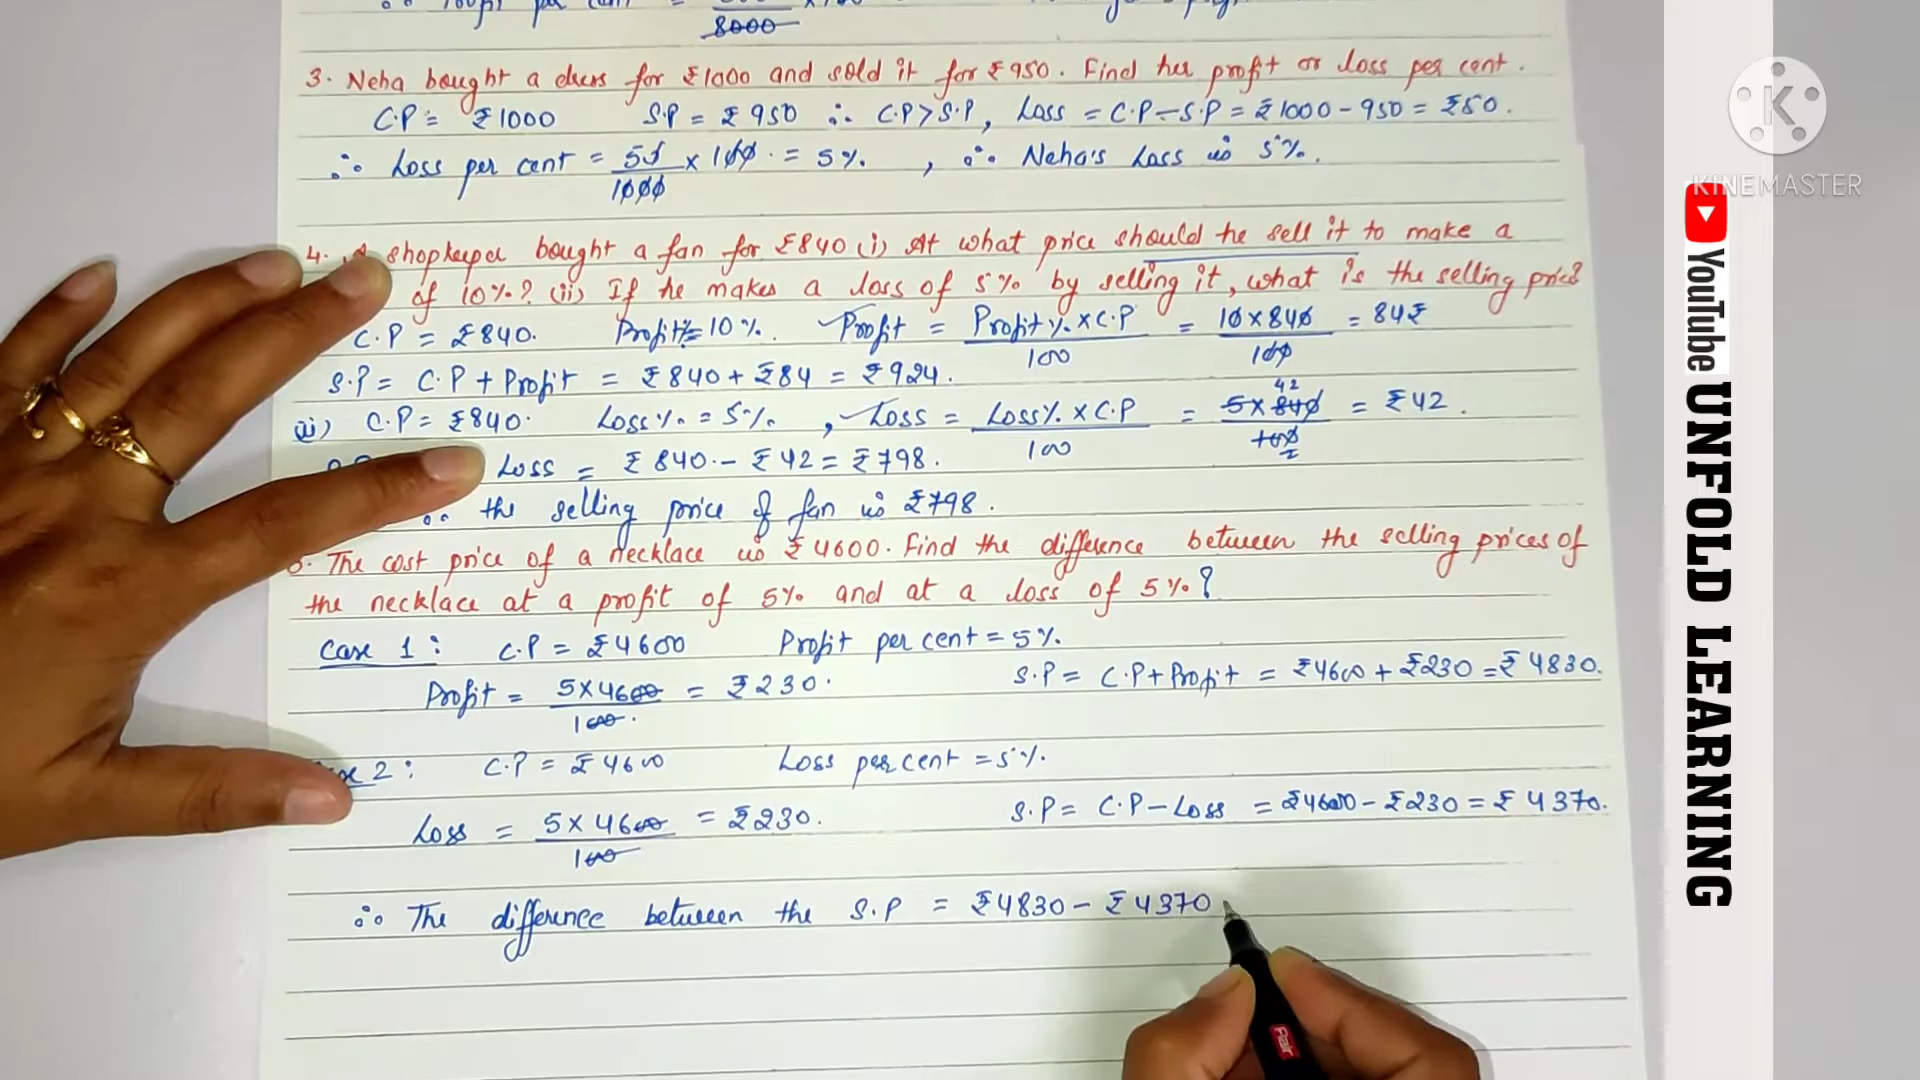 8000
3. Neha bought a dress for ₹1000 and sold it for ₹950. Find her profit or loss per cent.
C.P = ₹1000 S.P = ₹950 ∴ C.P > S.P, Loss = C.P - S.P = ₹1000 - 950 = ₹50.
∴ Loss per cent = 50/1000 × 100 = 5%, ∴ Neha's Loss is 5%.
4. A shopkeeper bought a fan for ₹840 (i) At what price should he sell it to make a
of 10%? (ii) If he makes a loss of 5% by selling it, what is the selling price?
C.P = ₹840. Profit% = 10%. Profit = Profit% × C.P / 100 = 10 × 840 / 100 = 84₹
S.P = C.P + Profit = ₹840 + ₹84 = ₹924.
(ii) C.P = ₹840. Loss% = 5%, Loss = Loss% × C.P / 100 = 5 × 840 / 100 = ₹42.
42
2
Loss = ₹840 - ₹42 = ₹798.
∴ the selling price of fan is ₹798.
The cost price of a necklace is ₹4600. Find the difference between the selling prices of
the necklace at a profit of 5% and at a loss of 5%?
Case 1: C.P = ₹4600 Profit per cent = 5%.
Profit = 5×4600 / 100 = ₹230. S.P = C.P + Profit = ₹4600 + ₹230 = ₹4830.
2: C.P = ₹4600 Loss per cent = 5%.
Loss = 5 × 4600 / 100 = ₹230. S.P = C.P - Loss = ₹4600 - ₹230 = ₹4370.
∴ The difference between the S.P = ₹4830 - ₹4370
K
KINEMASTER
YouTube UNFOLD LEARNING
Flair